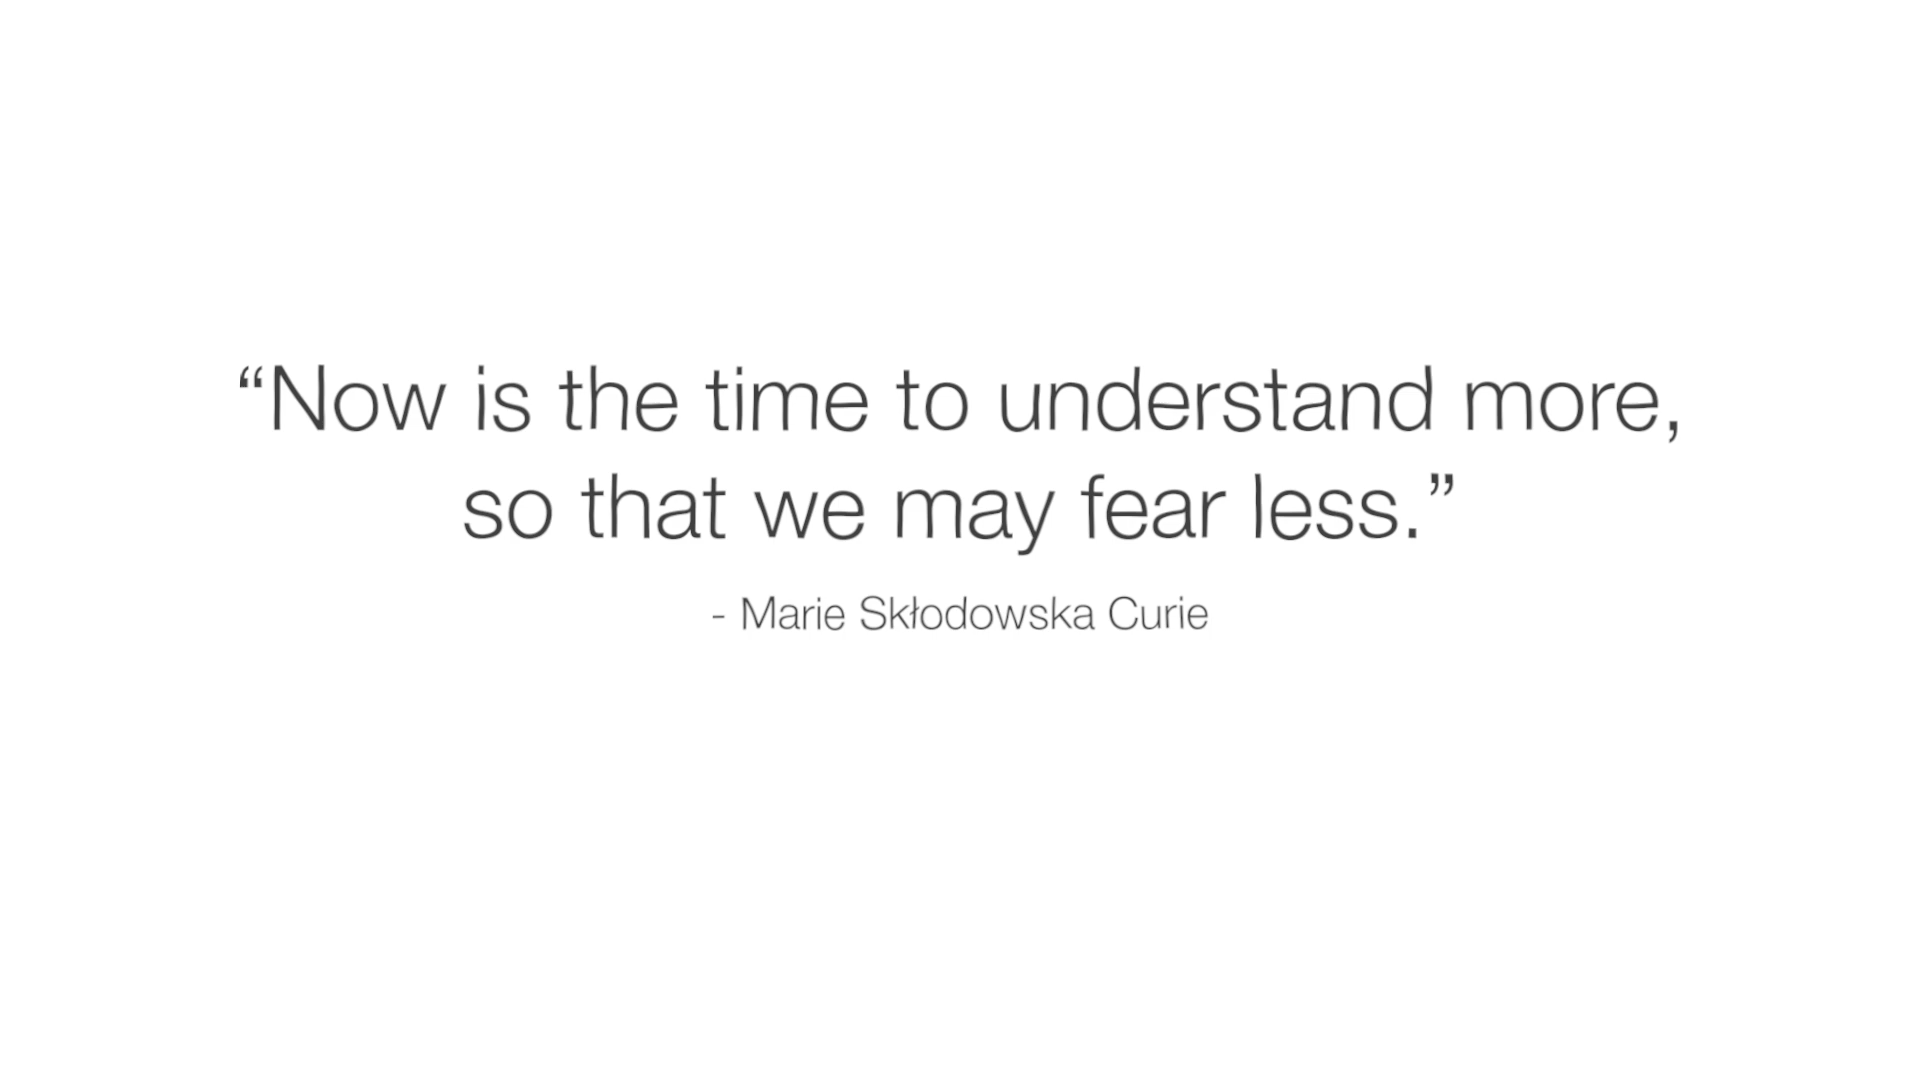 “Now is the time to understand more,
so that we may fear less.”
- Marie Skłodowska Curie